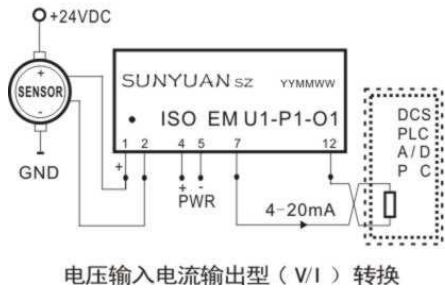 +24VDC
SUNYUAN SZ YYMMWW
+
SENSOR
-
ISO EM U1-P1-O1
1 2 4 5 7 12
+
GND
+ -
PWR
4-20mA
DCS
PLC
A/D
P C
电压输入电流输出型(V/I)转换